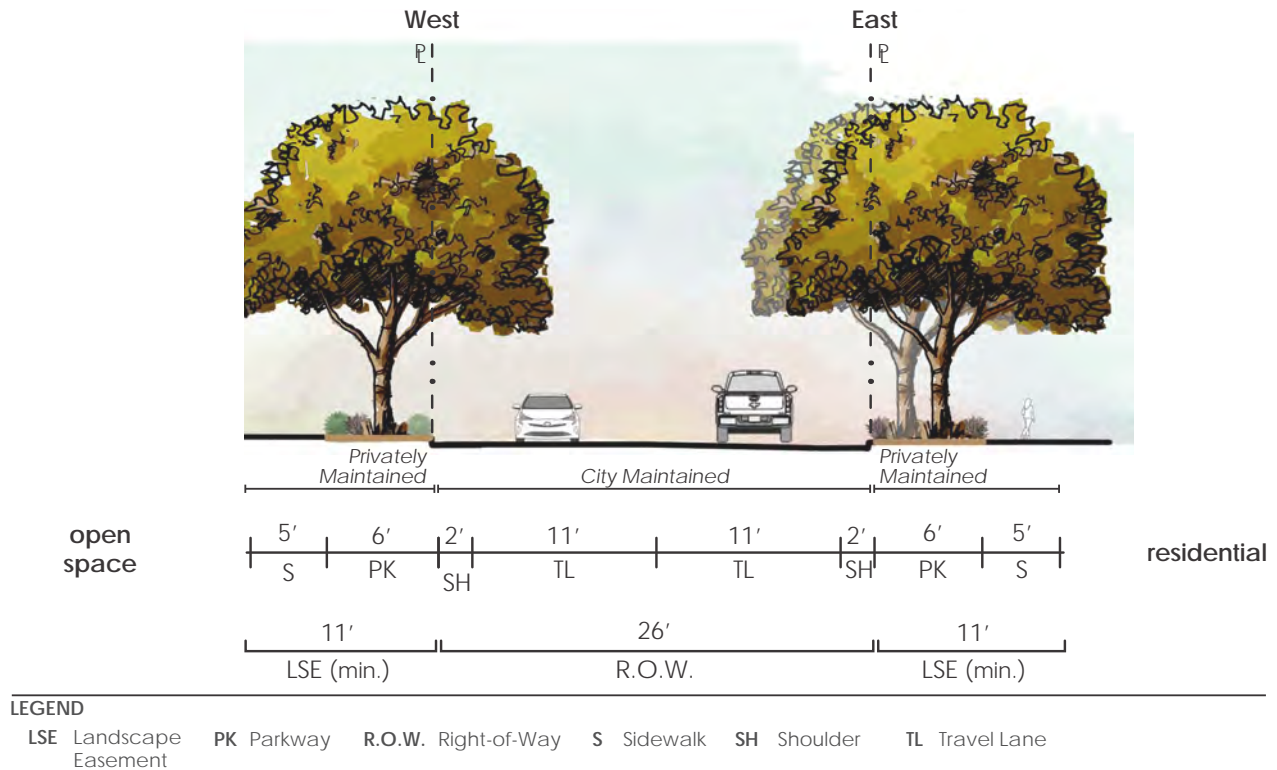 West East
PL PL
Privately
Maintained
City Maintained
Privately
Maintained
open
space
5' 6' 2' 11' 11' 2' 6' 5'
S PK SH TL TL SH PK S
residential
11' 26' 11'
LSE (min.) R.O.W. LSE (min.)
LEGEND
LSE Landscape Easement PK Parkway R.O.W. Right-of-Way S Sidewalk SH Shoulder TL Travel Lane